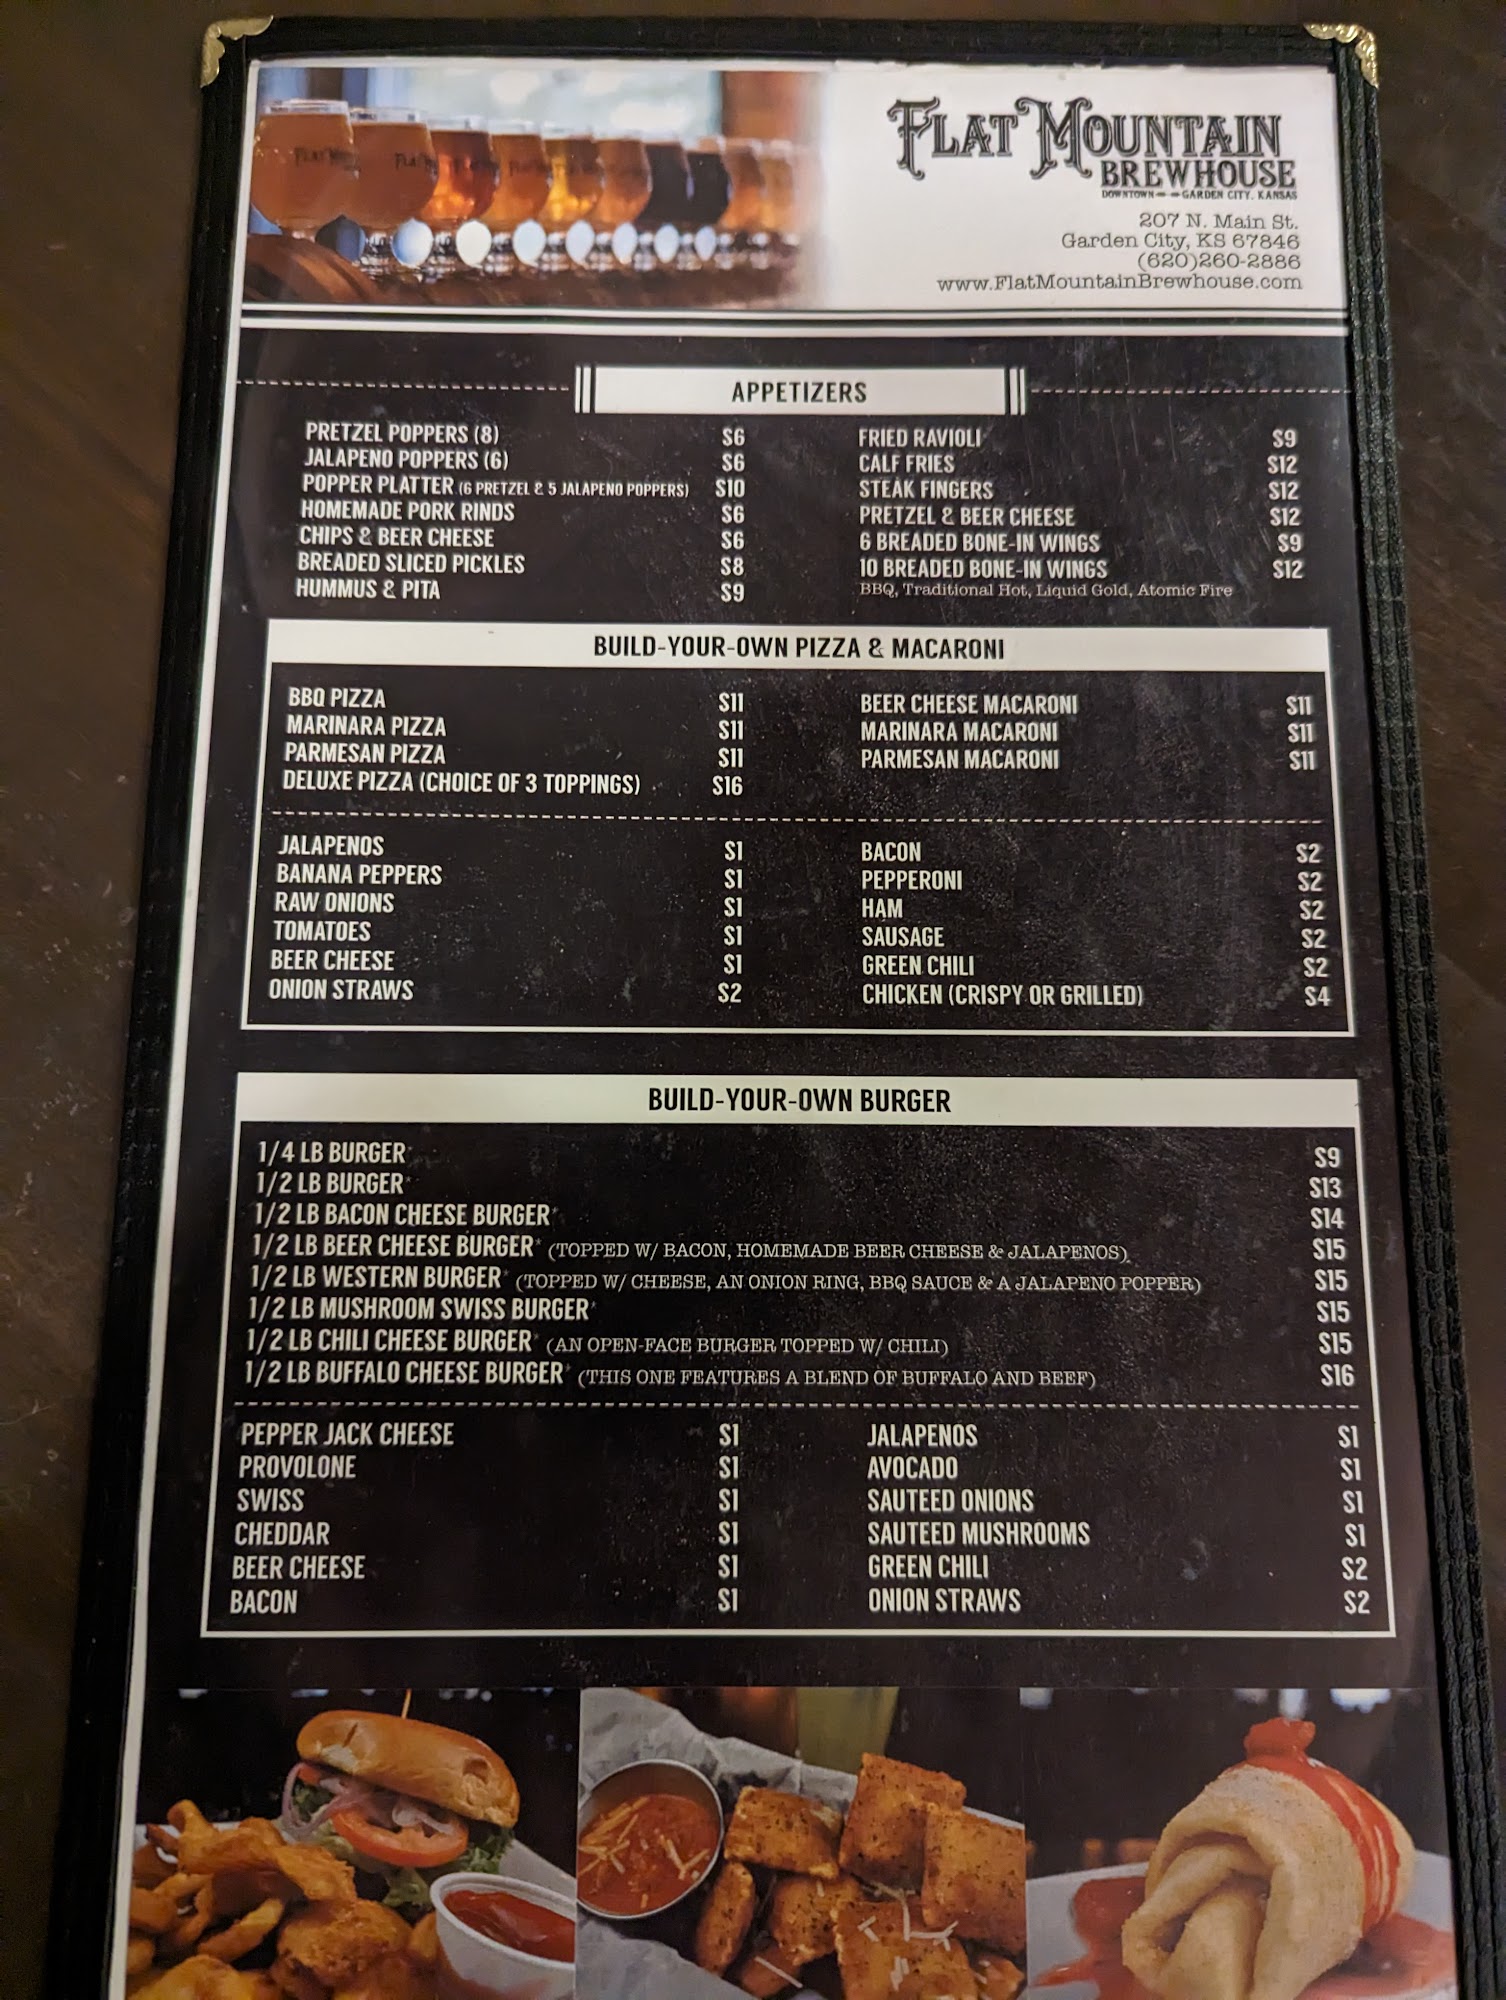 FLAT MOUNTAIN
BREWHOUSE
DOWNTOWN GARDEN CITY, KANSAS
207 N. Main St.
Garden City, KS 67846
(620)260-2886
www.FlatMountainBrewhouse.com
APPETIZERS
PRETZEL POPPERS (8) $6
JALAPENO POPPERS (6) $6
POPPER PLATTER (6 PRETZEL & 5 JALAPENO POPPERS) $10
HOMEMADE PORK RINDS $6
CHIPS & BEER CHEESE $6
BREADED SLICED PICKLES $8
HUMMUS & PITA $9
FRIED RAVIOLI $9
CALF FRIES $12
STEAK FINGERS $12
PRETZEL & BEER CHEESE $12
6 BREADED BONE-IN WINGS $9
10 BREADED BONE-IN WINGS $12
BBQ, Traditional Hot, Liquid Gold, Atomic Fire
BUILD-YOUR-OWN PIZZA & MACARONI
BBQ PIZZA $11
MARINARA PIZZA $11
PARMESAN PIZZA $11
DELUXE PIZZA (CHOICE OF 3 TOPPINGS) $16
BEER CHEESE MACARONI $11
MARINARA MACARONI $11
PARMESAN MACARONI $11
JALAPENOS $1
BANANA PEPPERS $1
RAW ONIONS $1
TOMATOES $1
BEER CHEESE $1
ONION STRAWS $2
BACON $2
PEPPERONI $2
HAM $2
SAUSAGE $2
GREEN CHILI $2
CHICKEN (CRISPY OR GRILLED) $4
BUILD-YOUR-OWN BURGER
1/4 LB BURGER* $9
1/2 LB BURGER* $13
1/2 LB BACON CHEESE BURGER* $14
1/2 LB BEER CHEESE BURGER* (TOPPED W/ BACON, HOMEMADE BEER CHEESE & JALAPENOS) $15
1/2 LB WESTERN BURGER* (TOPPED W/ CHEESE, AN ONION RING, BBQ SAUCE & A JALAPENO POPPER) $15
1/2 LB MUSHROOM SWISS BURGER* $15
1/2 LB CHILI CHEESE BURGER* (AN OPEN-FACE BURGER TOPPED W/ CHILI) $15
1/2 LB BUFFALO CHEESE BURGER* (THIS ONE FEATURES A BLEND OF BUFFALO AND BEEF) $16
PEPPER JACK CHEESE $1
PROVOLONE $1
SWISS $1
CHEDDAR $1
BEER CHEESE $1
BACON $1
JALAPENOS $1
AVOCADO $1
SAUTEED ONIONS $1
SAUTEED MUSHROOMS $1
GREEN CHILI $2
ONION STRAWS $2